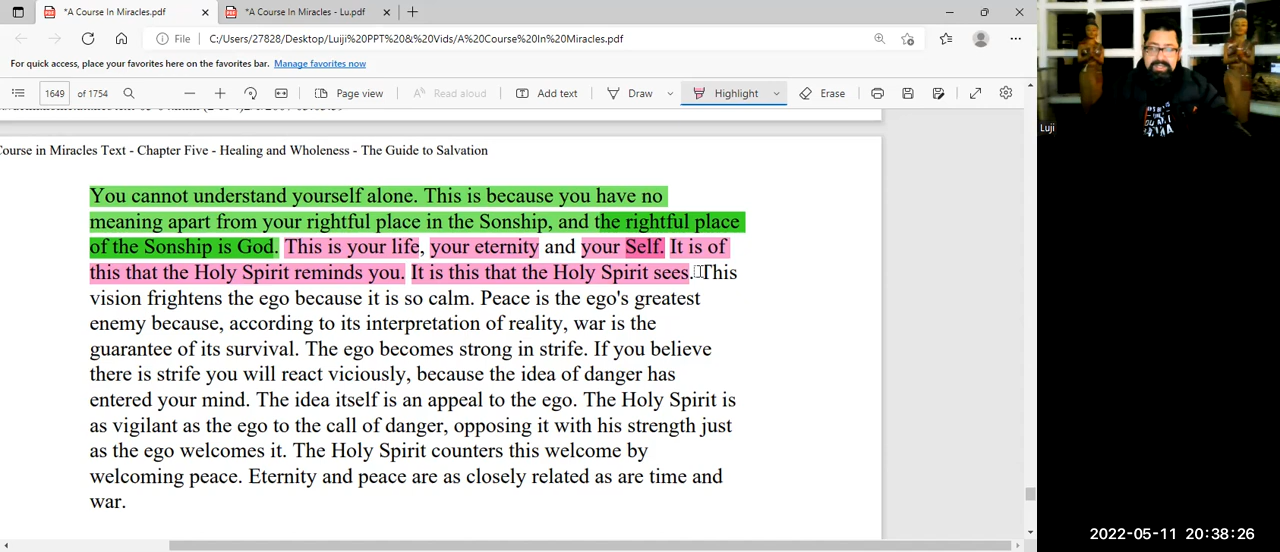 *A Course In Miracles.pdf
*A Course In Miracles - Lu.pdf
File
C:/Users/27828/Desktop/Luiji%20PPT%20&%20Vids/A%20Course%20In%20Miracles.pdf
For quick access, place your favorites here on the favorites bar. Manage favorites now
1649 of 1754
Page view
Read aloud
Add text
Draw
Highlight
Erase
Course in Miracles Text - Chapter Five - Healing and Wholeness - The Guide to Salvation
You cannot understand yourself alone. This is because you have no
meaning apart from your rightful place in the Sonship, and the rightful place
of the Sonship is God. This is your life, your eternity and your Self. It is of
this that the Holy Spirit reminds you. It is this that the Holy Spirit sees. This
vision frightens the ego because it is so calm. Peace is the ego's greatest
enemy because, according to its interpretation of reality, war is the
guarantee of its survival. The ego becomes strong in strife. If you believe
there is strife you will react viciously, because the idea of danger has
entered your mind. The idea itself is an appeal to the ego. The Holy Spirit is
as vigilant as the ego to the call of danger, opposing it with his strength just
as the ego welcomes it. The Holy Spirit counters this welcome by
welcoming peace. Eternity and peace are as closely related as are time and
war.
Luji
2022-05-11 20:38:26